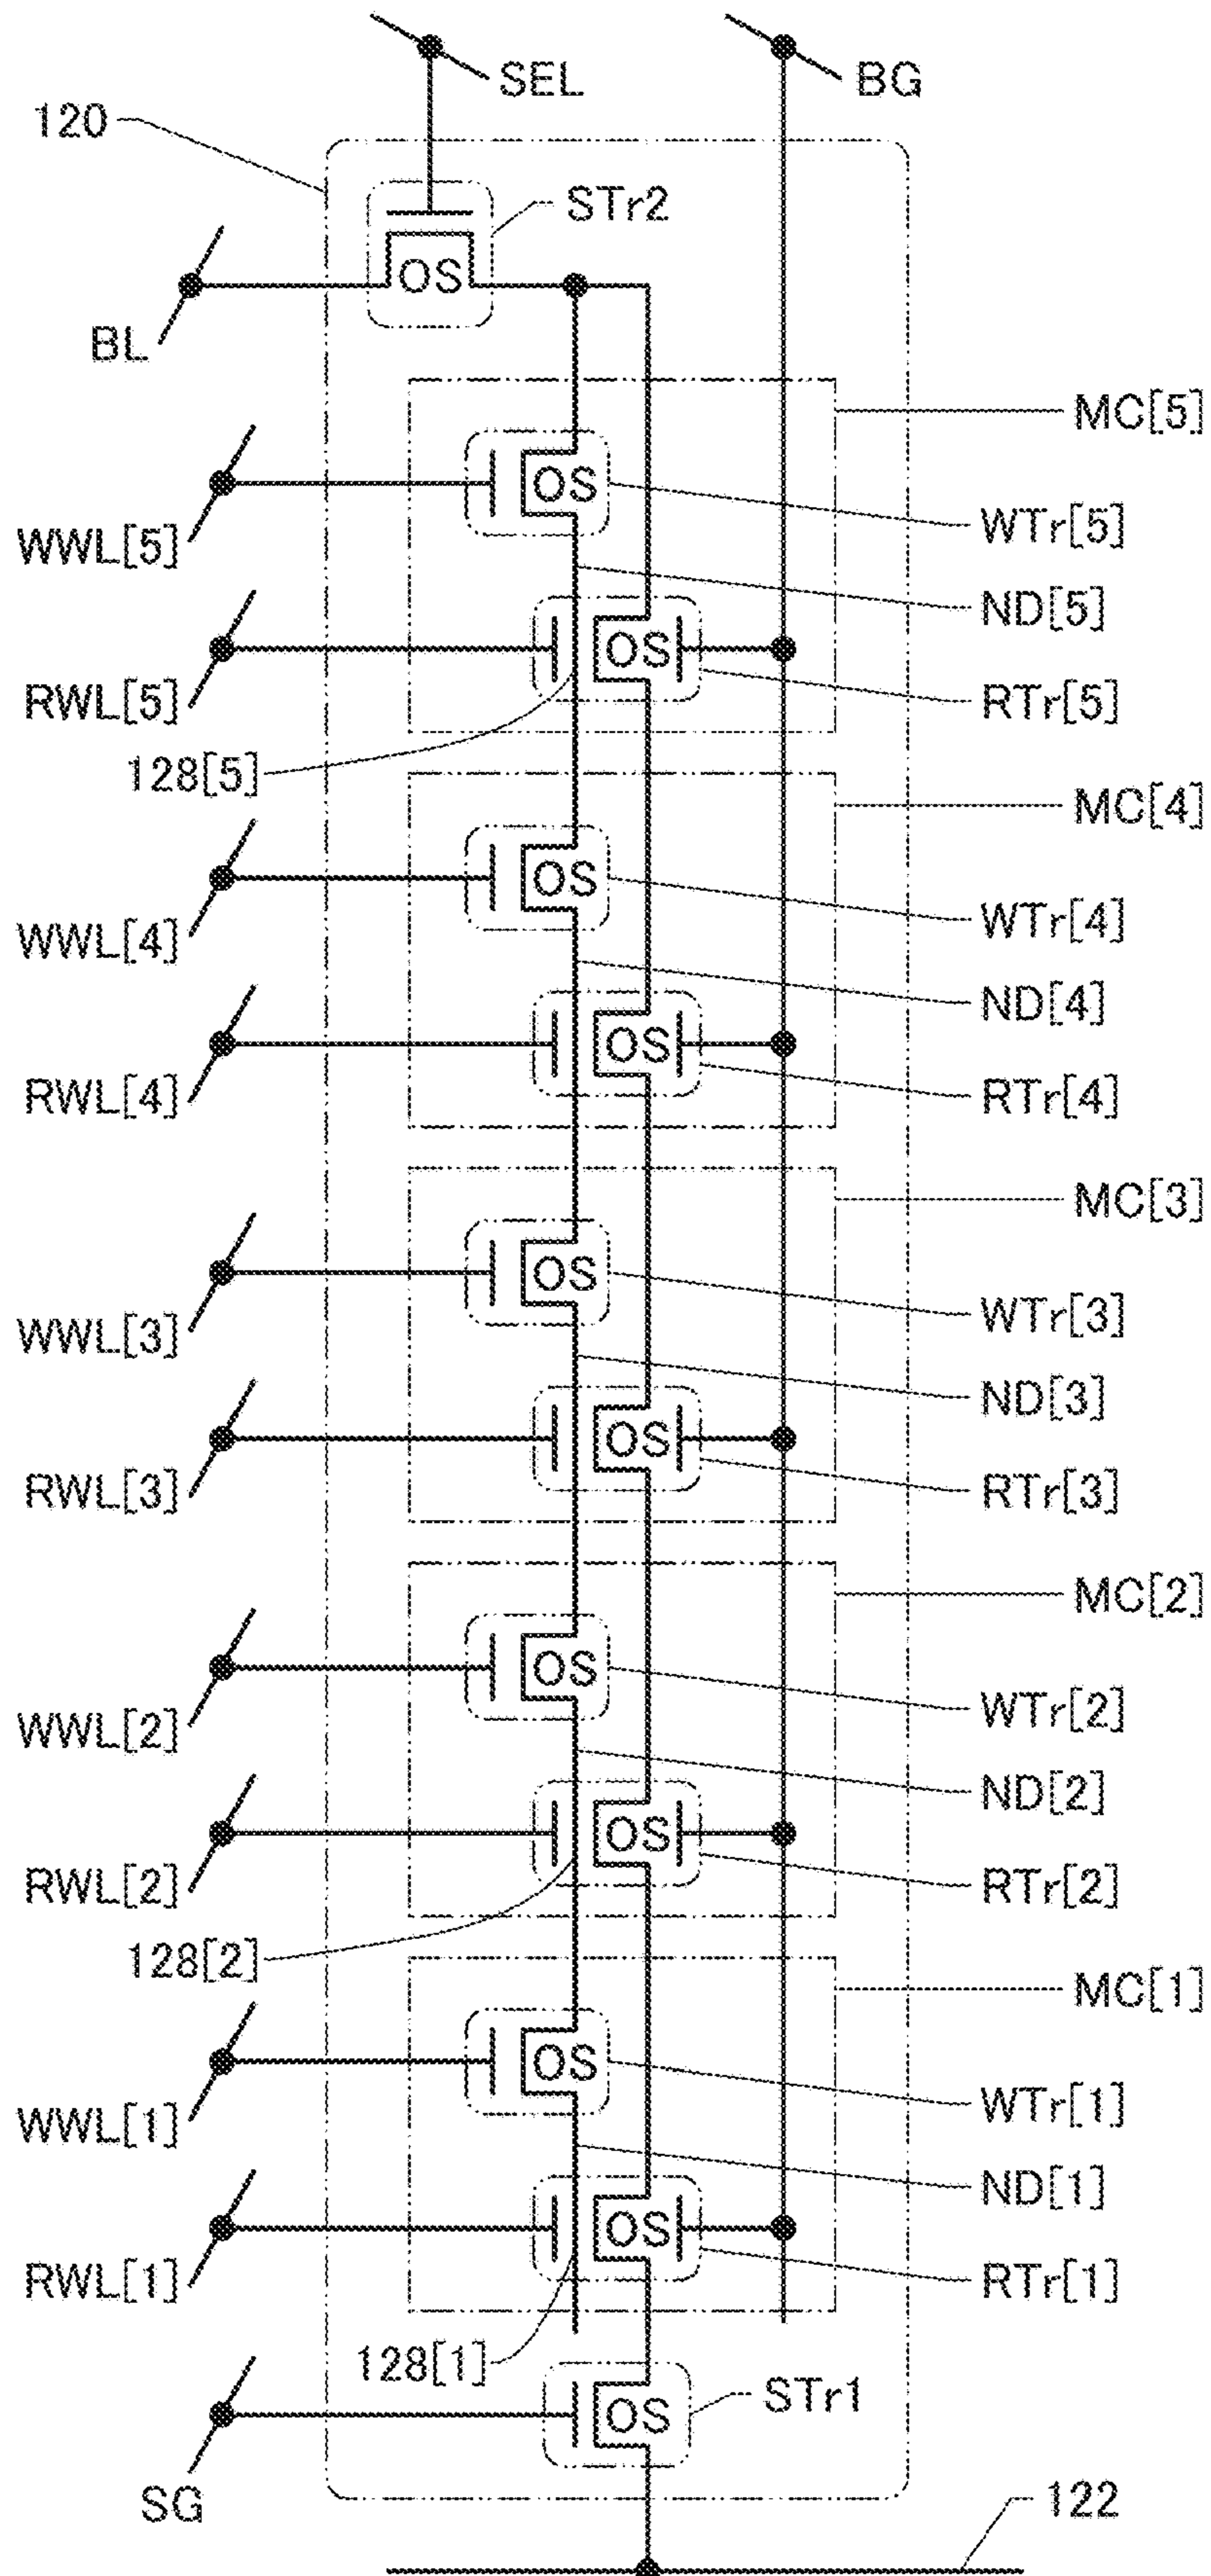 SEL
BG
120
STr2
OS
BL
MC[5]
OS
WWL[5]
WTr[5]
ND[5]
OS
RWL[5]
RTr[5]
128[5]
MC[4]
OS
WWL[4]
WTr[4]
ND[4]
OS
RWL[4]
RTr[4]
MC[3]
OS
WWL[3]
WTr[3]
ND[3]
OS
RWL[3]
RTr[3]
MC[2]
OS
WWL[2]
WTr[2]
ND[2]
OS
RWL[2]
RTr[2]
128[2]
MC[1]
OS
WWL[1]
WTr[1]
ND[1]
OS
RWL[1]
RTr[1]
128[1]
STr1
OS
SG
122